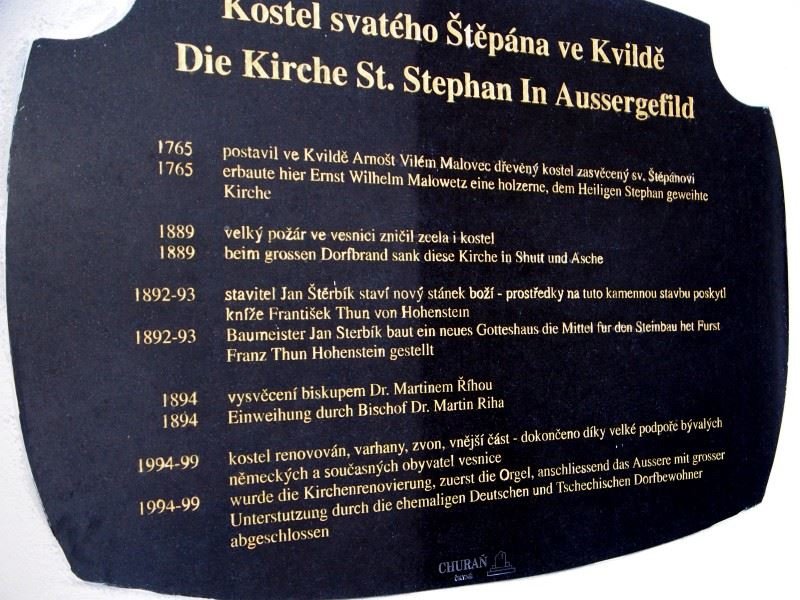 Kostel svatého Štěpána ve Kvildě
Die Kirche St. Stephan In Aussergefild
1765 postavil ve Kvildě Arnošt Vilém Malovec dřevěný kostel zasvěcený sv. Štěpánovi
1765 erbaute hier Ernst Wilhelm Malowetz eine holzerne, dem Heiligen Stephan geweihte
Kirche
1889 velký požár ve vesnici zničil zcela i kostel
1889 beim grossen Dorfbrand sank diese Kirche in Shutt und Asche
1892-93 stavitel Jan Štěrbík staví nový stánek boží - prostředky na tuto kamennou stavbu poskytl
kníže František Thun von Hohenstein
1892-93 Baumeister Jan Sterbík baut ein neues Gotteshaus die Mittel fur den Steinbau het Furst
Franz Thun Hohenstein gestellt
1894 vysvěcení biskupem Dr. Martinem Říhou
1894 Einweihung durch Bischof Dr. Martin Riha
1994-99 kostel renovován, varhany, zvon, vnější část - dokončeno díky velké podpoře bývalých
německých a současných obyvatel vesnice
1994-99 wurde die Kirchenrenovierung, zuerst die Orgel, anschliessend das Aussere mit grosser
Unterstutzung durch die ehemaligen Deutschen und Tschechischen Dorfbewohner
abgeschlossen
CHURAŇ